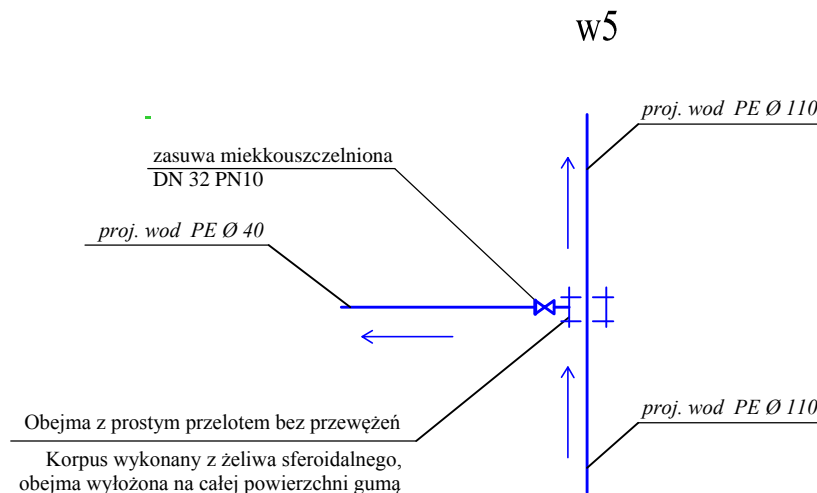 w5
proj. wod PE Ø 110
zasuwa miekkouszczelniona
DN 32 PN10
proj. wod PE Ø 40
proj. wod PE Ø 110
Obejma z prostym przelotem bez przewężeń
Korpus wykonany z żeliwa sferoidalnego,
obejma wyłożona na całej powierzchni gumą